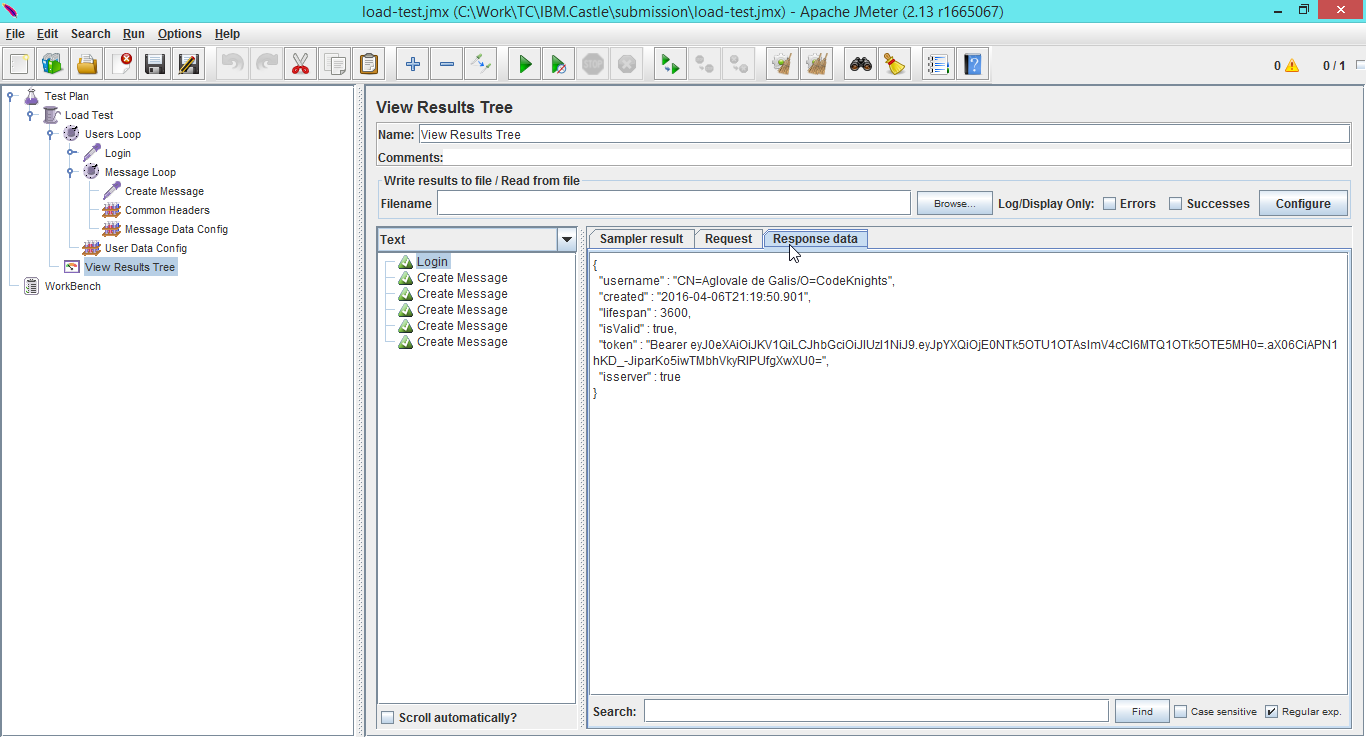 load-test.jmx (C:\Work\TC\IBM.Castle\submission\load-test.jmx) - Apache JMeter (2.13 r1665067)
File Edit Search Run Options Help
0 0 / 1
Test Plan
Load Test
Users Loop
Login
Message Loop
Create Message
Common Headers
Message Data Config
User Data Config
View Results Tree
WorkBench
View Results Tree
Name: View Results Tree
Comments:
Write results to file / Read from file
Filename Browse... Log/Display Only: Errors Successes Configure
Text
Login
Create Message
Create Message
Create Message
Create Message
Create Message
Scroll automatically?
Sampler result Request Response data
{
"username" : "CN=Aglovale de Galis/O=CodeKnights",
"created" : "2016-04-06T21:19:50.901",
"lifespan" : 3600,
"isValid" : true,
"token" : "Bearer eyJ0eXAiOiJKV1QiLCJhbGciOiJIUzI1NiJ9.eyJpYXQiOjE0NTk5OTU1OTAsImV4cCI6MTQ1OTk5OTE5MH0=.aX06CiAPN1
hKD_-JiparKo5iwTMbhVkyRIPUfgXwXU0=",
"isserver" : true
}
Search: Find Case sensitive Regular exp.